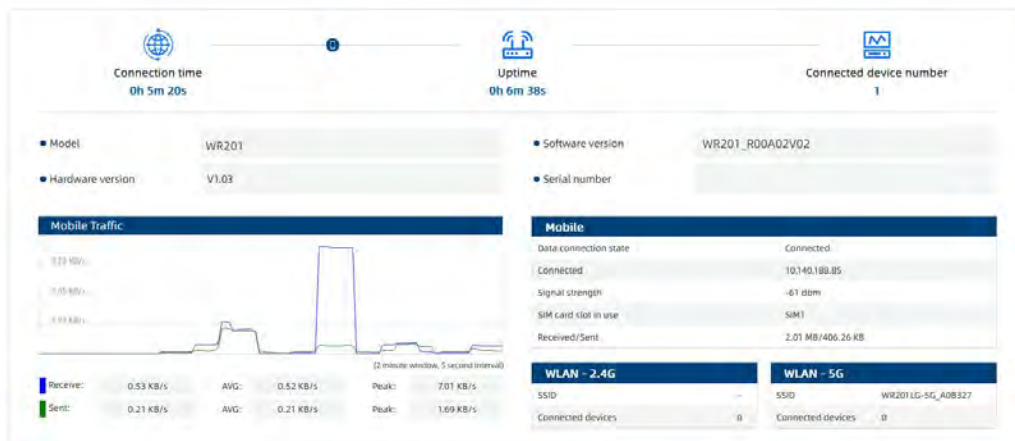 0
Connection time
0h 5m 20s
Uptime
0h 6m 38s
Connected device number
1
Model WR201
Software version WR201_R00A02V02
Hardware version V1.03
Serial number
Mobile Traffic
(2 minute window, 5 second interval)
Receive: 0.53 KB/s AVG: 0.52 KB/s Peak: 7.01 KB/s
Sent: 0.21 KB/s AVG: 0.21 KB/s Peak: 1.69 KB/s
Mobile
Data connection state Connected
Connected 10.140.188.85
Signal strength -61 dbm
SIM card slot in use SIM1
Received/Sent 2.01 MB/406.26 KB
WLAN - 2.4G
SSID -
Connected devices 0
WLAN - 5G
SSID WR201LG-5G_A0B327
Connected devices 0